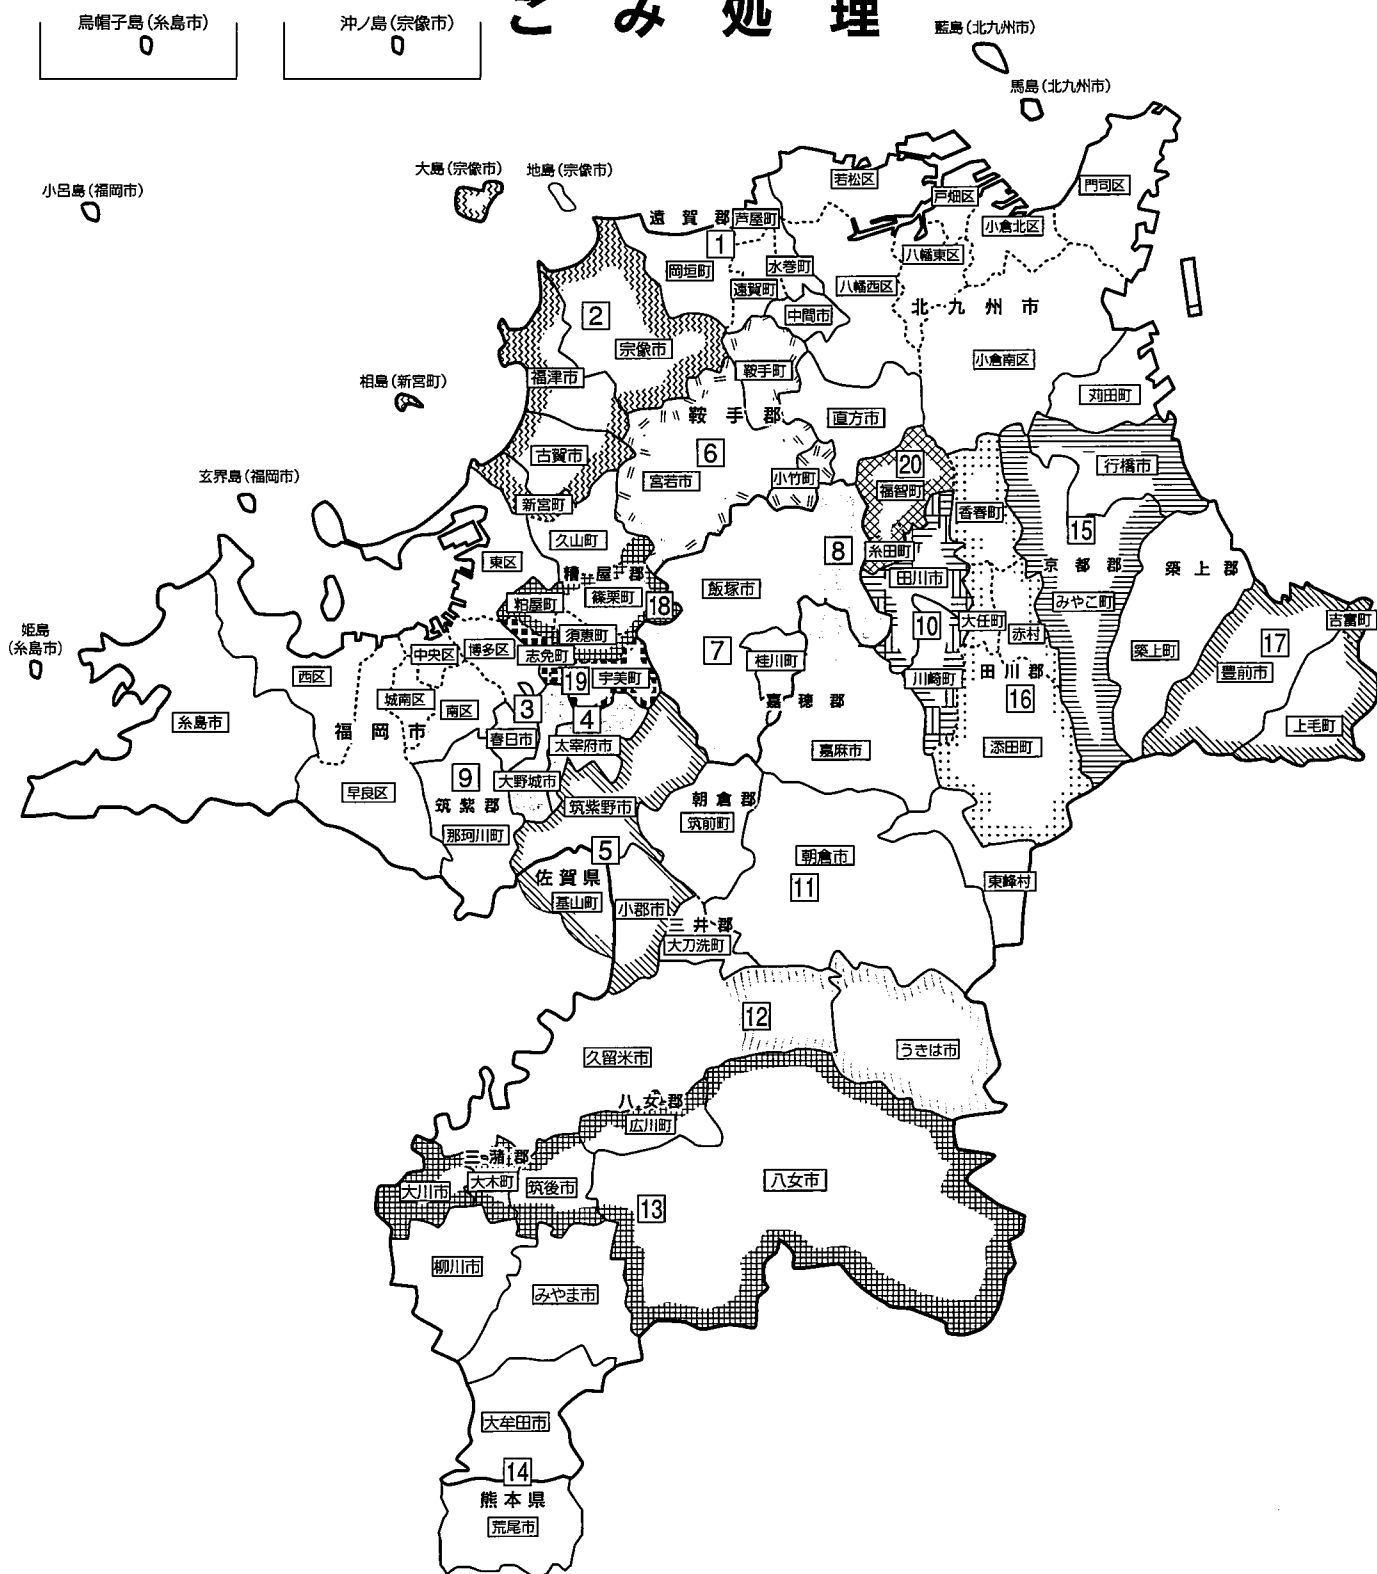 ごみ処理
烏帽子島(糸島市)
沖ノ島(宗像市)
藍島(北九州市)
馬島(北九州市)
大島(宗像市)
地島(宗像市)
小呂島(福岡市)
若松区
戸畑区
門司区
遠賀郡
芦屋町
小倉北区
1
岡垣町
水巻町
八幡東区
遠賀町
八幡西区
北九州市
2
中間市
宗像市
小倉南区
鞍手町
福津市
相島(新宮町)
苅田町
鞍手郡
直方市
6
古賀市
20
行橋市
玄界島(福岡市)
宮若市
小竹町
福智町
新宮町
香春町
15
久山町
8
糸田町
東区
糟屋郡
田川市
京都郡
築上郡
飯塚市
篠栗町
18
粕屋町
みやこ町
須恵町
10
大任町
赤村
吉富町
姫島
(糸島市)
中央区
博多区
志免町
7
桂川町
築上町
17
西区
19
宇美町
川崎町
田川郡
豊前市
城南区
南区
3
嘉穂郡
16
糸島市
福岡市
4
上毛町
春日市
太宰府市
嘉麻市
添田町
9
大野城市
早良区
筑紫郡
筑紫野市
朝倉郡
筑前町
那珂川町
5
朝倉市
佐賀県
11
東峰村
基山町
小郡市
三井郡
大刀洗町
12
久留米市
うきは市
八女郡
広川町
三潴郡
大川市
大木町
筑後市
八女市
13
柳川市
みやま市
大牟田市
14
熊本県
荒尾市